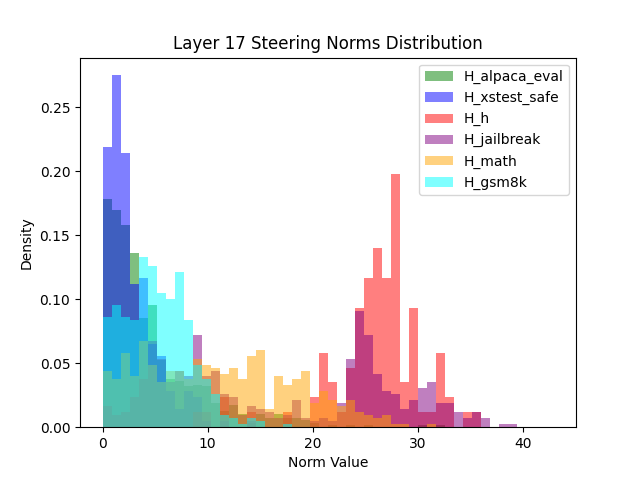 Layer 17 Steering Norms Distribution
H_alpaca_eval
H_xstest_safe
H_h
H_jailbreak
H_math
H_gsm8k
0.25
0.20
0.15
0.10
0.05
0.00
Density
0 10 20 30 40
Norm Value